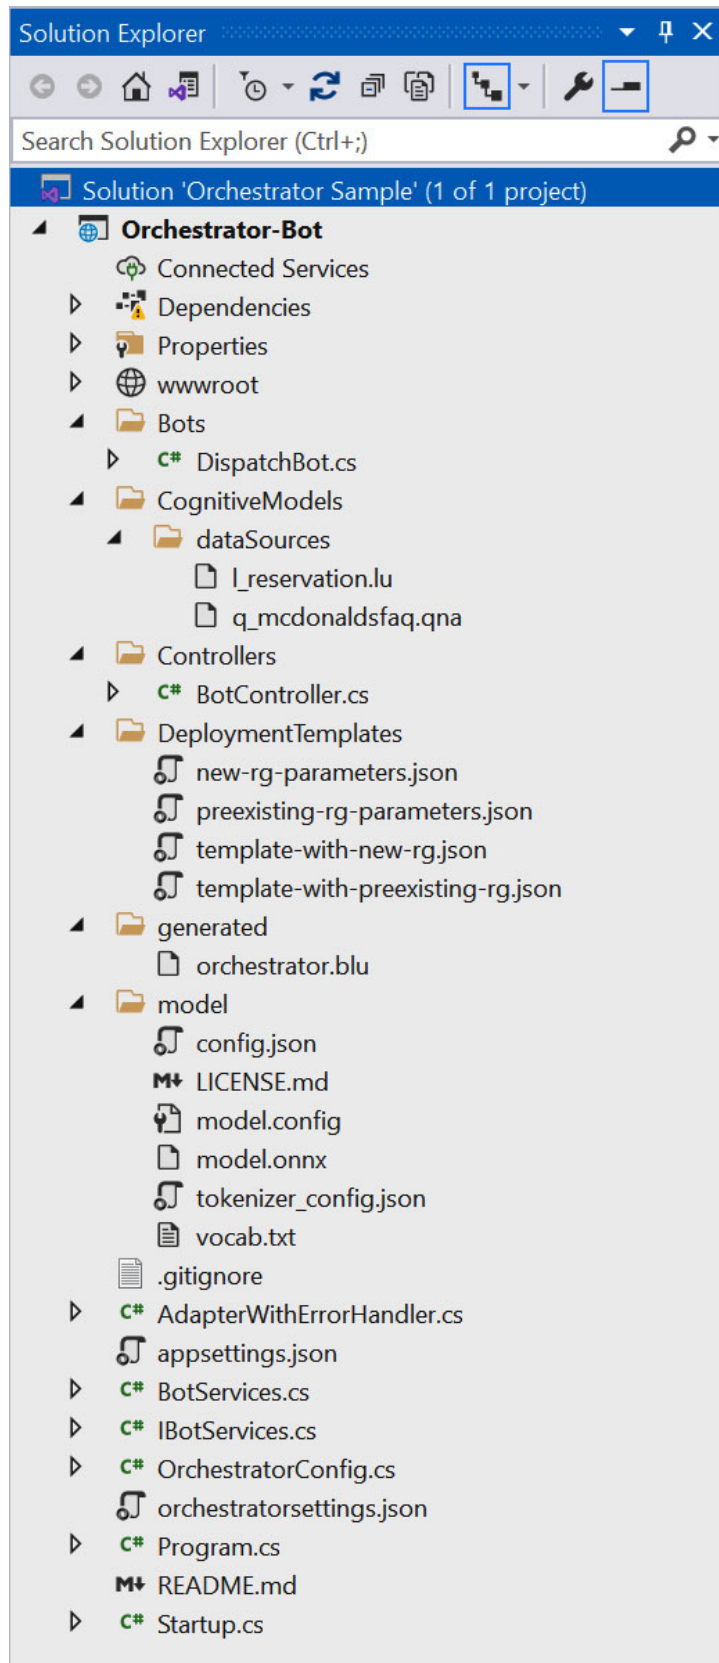 Solution Explorer
Search Solution Explorer (Ctrl+;)
Solution 'Orchestrator Sample' (1 of 1 project)
Orchestrator-Bot
Connected Services
Dependencies
Properties
wwwroot
Bots
C# DispatchBot.cs
CognitiveModels
dataSources
l_reservation.lu
q_mcdonaldsfaq.qna
Controllers
C# BotController.cs
DeploymentTemplates
new-rg-parameters.json
preexisting-rg-parameters.json
template-with-new-rg.json
template-with-preexisting-rg.json
generated
orchestrator.blu
model
config.json
M↓ LICENSE.md
model.config
model.onnx
tokenizer_config.json
vocab.txt
.gitignore
C# AdapterWithErrorHandler.cs
appsettings.json
C# BotServices.cs
C# IBotServices.cs
C# OrchestratorConfig.cs
orchestratorsettings.json
C# Program.cs
M↓ README.md
C# Startup.cs